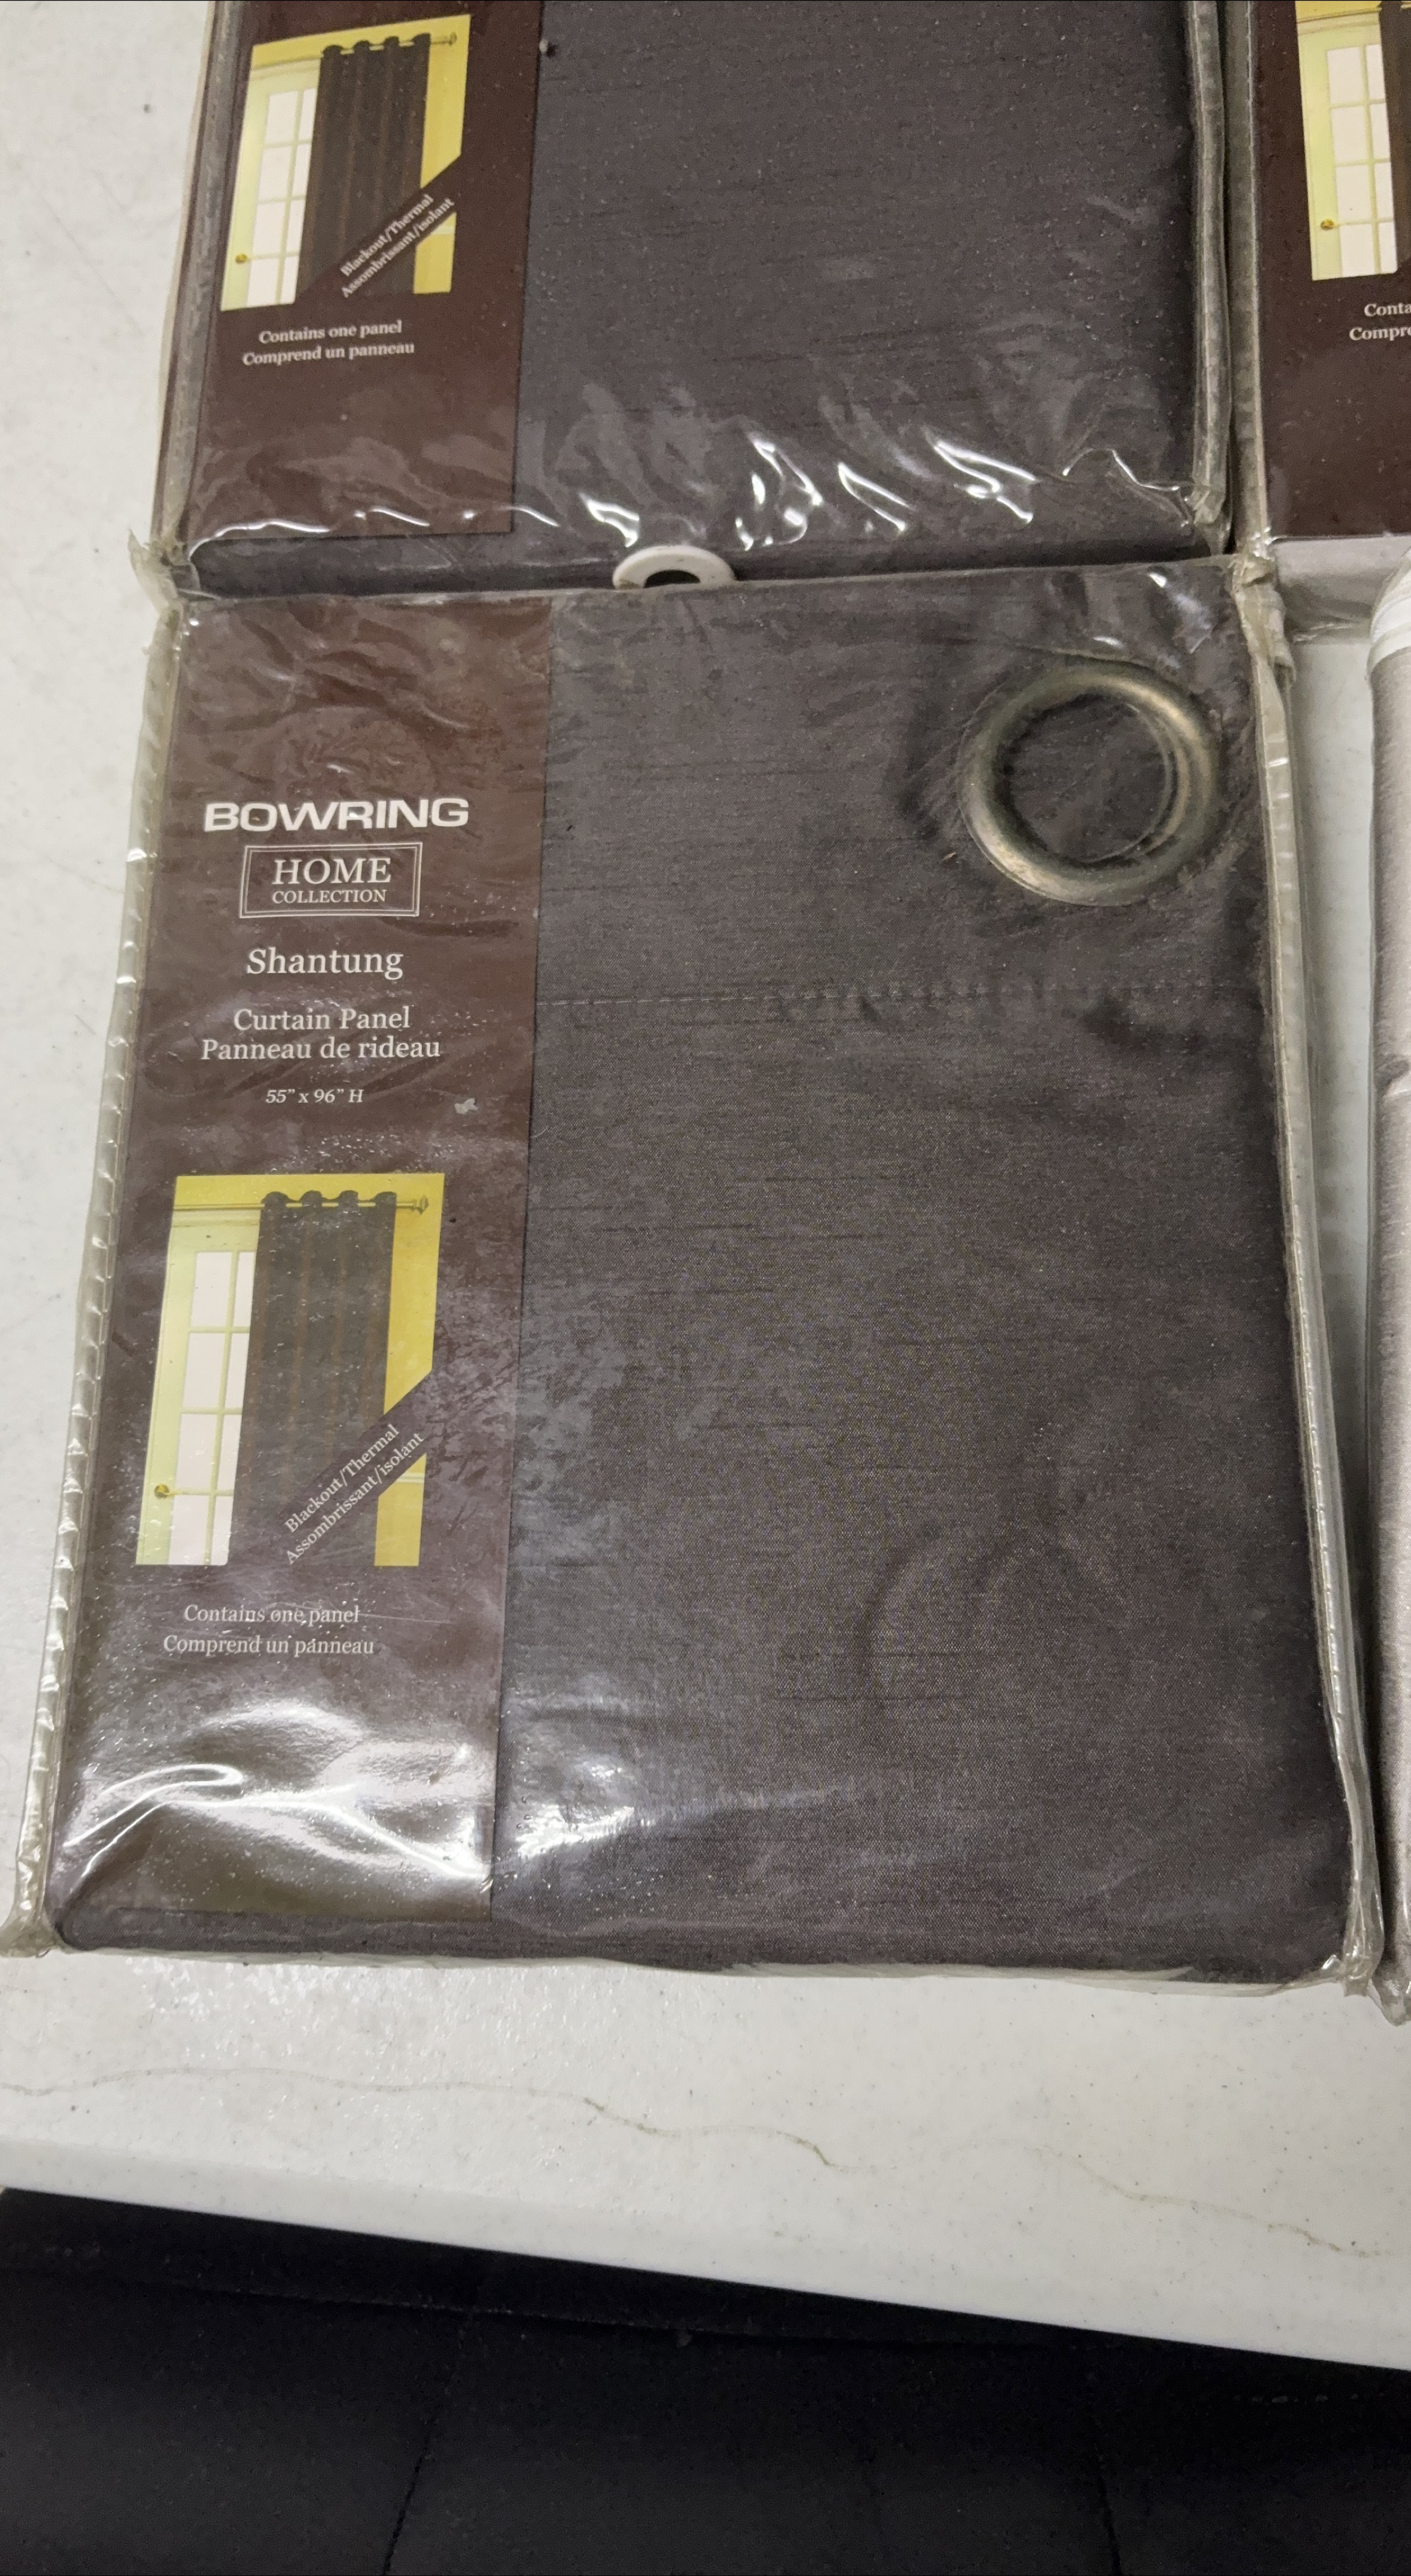 Blackout/Thermal
Assombrissant/isolant
Contains one panel
Comprend un panneau
BOWRING
HOME
COLLECTION
Shantung
Curtain Panel
Panneau de rideau
55" x 96" H
Blackout/Thermal
Assombrissant/isolant
Contains one panel
Comprend un panneau